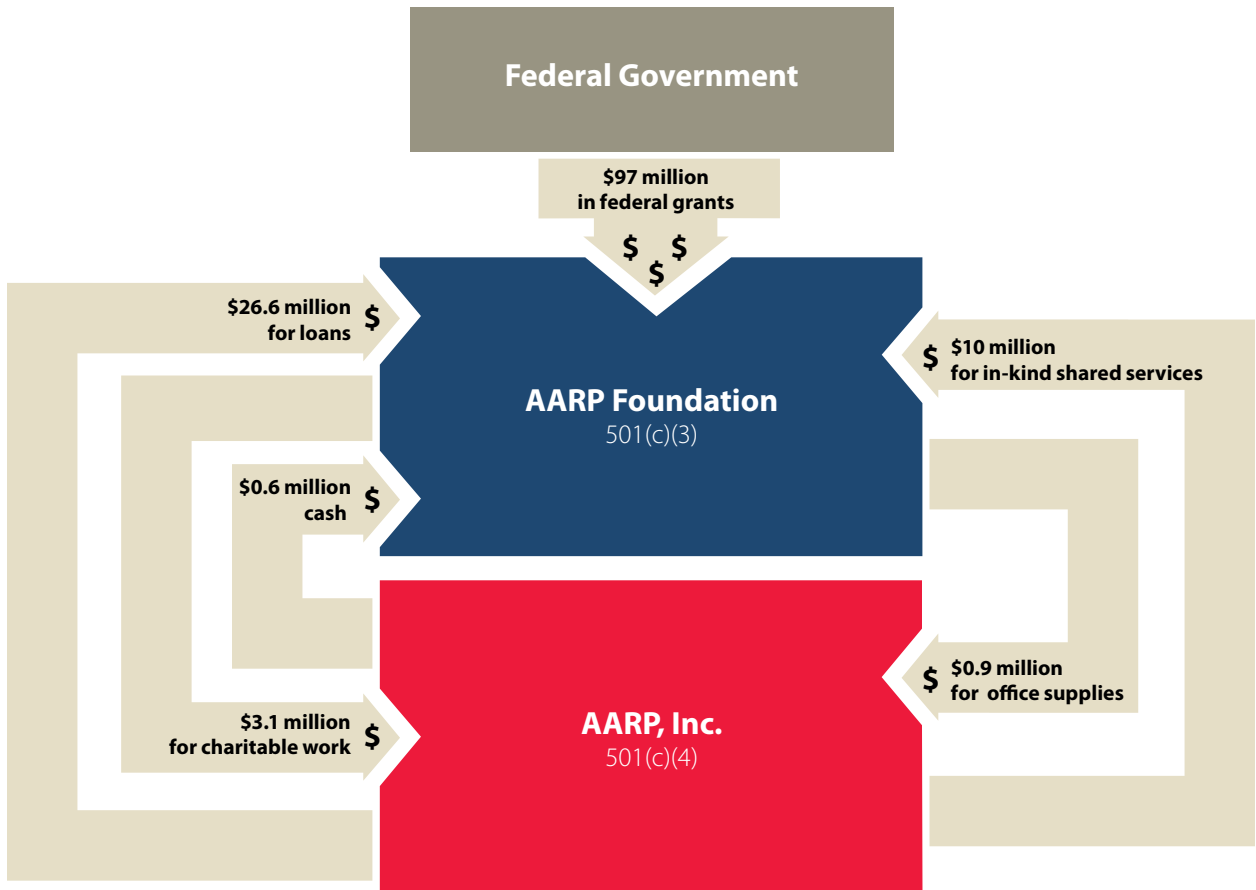 Federal Government
$97 million
in federal grants
$ $
$
$26.6 million
for loans
$
$10 million
for in-kind shared services
$
AARP Foundation
501(c)(3)
$0.6 million
cash
$
AARP, Inc.
501(c)(4)
$0.9 million
for office supplies
$
$3.1 million
for charitable work
$